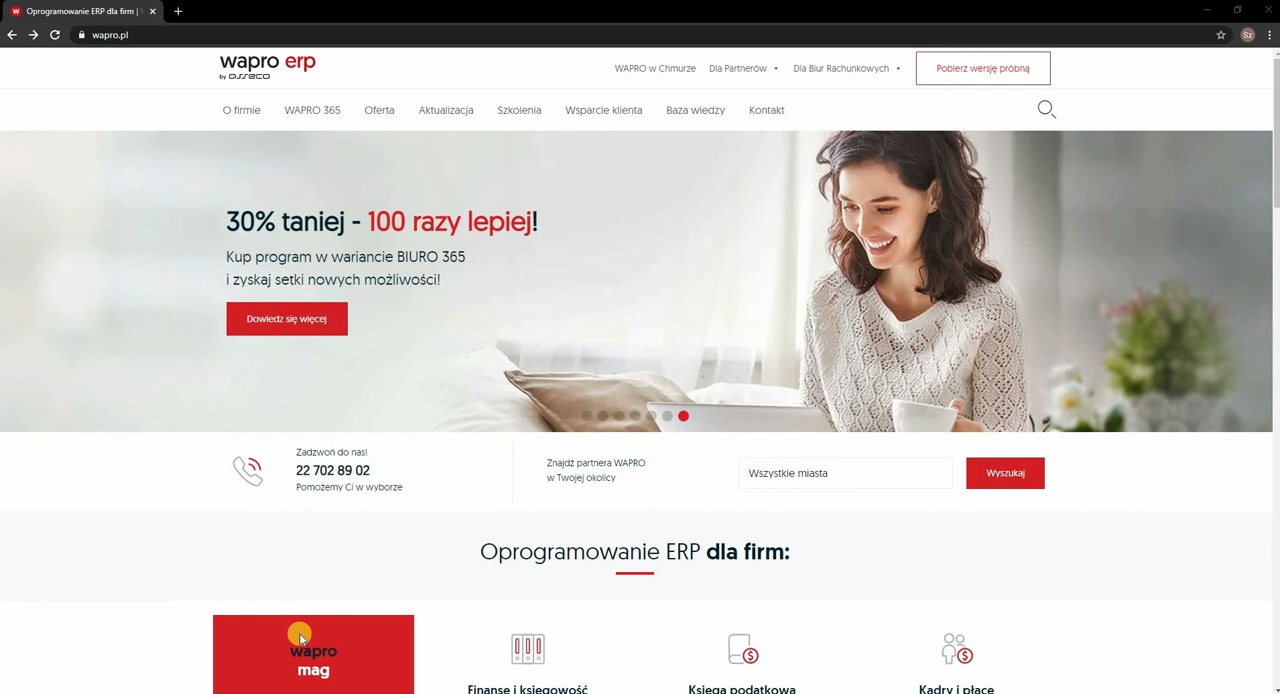 Oprogramowanie ERP dla firm |
wapro.pl
Sz
wapro erp
by asseco
WAPRO w Chmurze
Dla Partnerów
Dla Biur Rachunkowych
Pobierz wersję próbną
O firmie
WAPRO 365
Oferta
Aktualizacja
Szkolenia
Wsparcie klienta
Baza wiedzy
Kontakt
30% taniej - 100 razy lepiej!
Kup program w wariancie BIURO 365
i zyskaj setki nowych możliwości!
Dowiedz się więcej
Zadzwoń do nas!
22 702 89 02
Pomożemy Ci w wyborze
Znajdź partnera WAPRO
w Twojej okolicy
Wszystkie miasta
Wyszukaj
Oprogramowanie ERP dla firm:
wapro
mag
Finanse i księgowość
Księga podatkowa
Kadry i płace